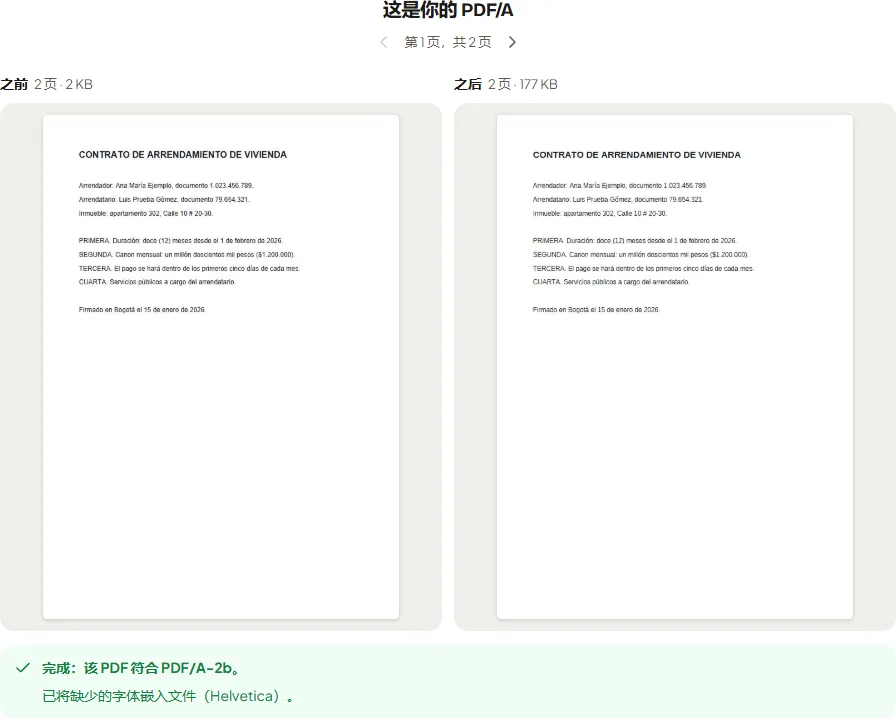 这是你的 PDF/A
第1页，共2页
之前 2页 · 2 KB
CONTRATO DE ARRENDAMIENTO DE VIVIENDA
Arrendador: Ana María Ejemplo, documento 1.023.456.789.
Arrendatario: Luis Prueba Gómez, documento 79.654.321.
Inmueble: apartamento 302, Calle 10 # 20-30.
PRIMERA. Duración: doce (12) meses desde el 1 de febrero de 2026.
SEGUNDA. Canon mensual: un millón doscientos mil pesos ($1.200.000).
TERCERA. El pago se hará dentro de los primeros cinco días de cada mes.
CUARTA. Servicios públicos a cargo del arrendatario.
Firmado en Bogotá el 15 de enero de 2026.
之后 2页 · 177 KB
CONTRATO DE ARRENDAMIENTO DE VIVIENDA
Arrendador: Ana María Ejemplo, documento 1.023.456.789.
Arrendatario: Luis Prueba Gómez, documento 79.654.321.
Inmueble: apartamento 302, Calle 10 # 20-30.
PRIMERA. Duración: doce (12) meses desde el 1 de febrero de 2026.
SEGUNDA. Canon mensual: un millón doscientos mil pesos ($1.200.000).
TERCERA. El pago se hará dentro de los primeros cinco días de cada mes.
CUARTA. Servicios públicos a cargo del arrendatario.
Firmado en Bogotá el 15 de enero de 2026.
完成：该 PDF 符合 PDF/A-2b。
已将缺少的字体嵌入文件（Helvetica）。